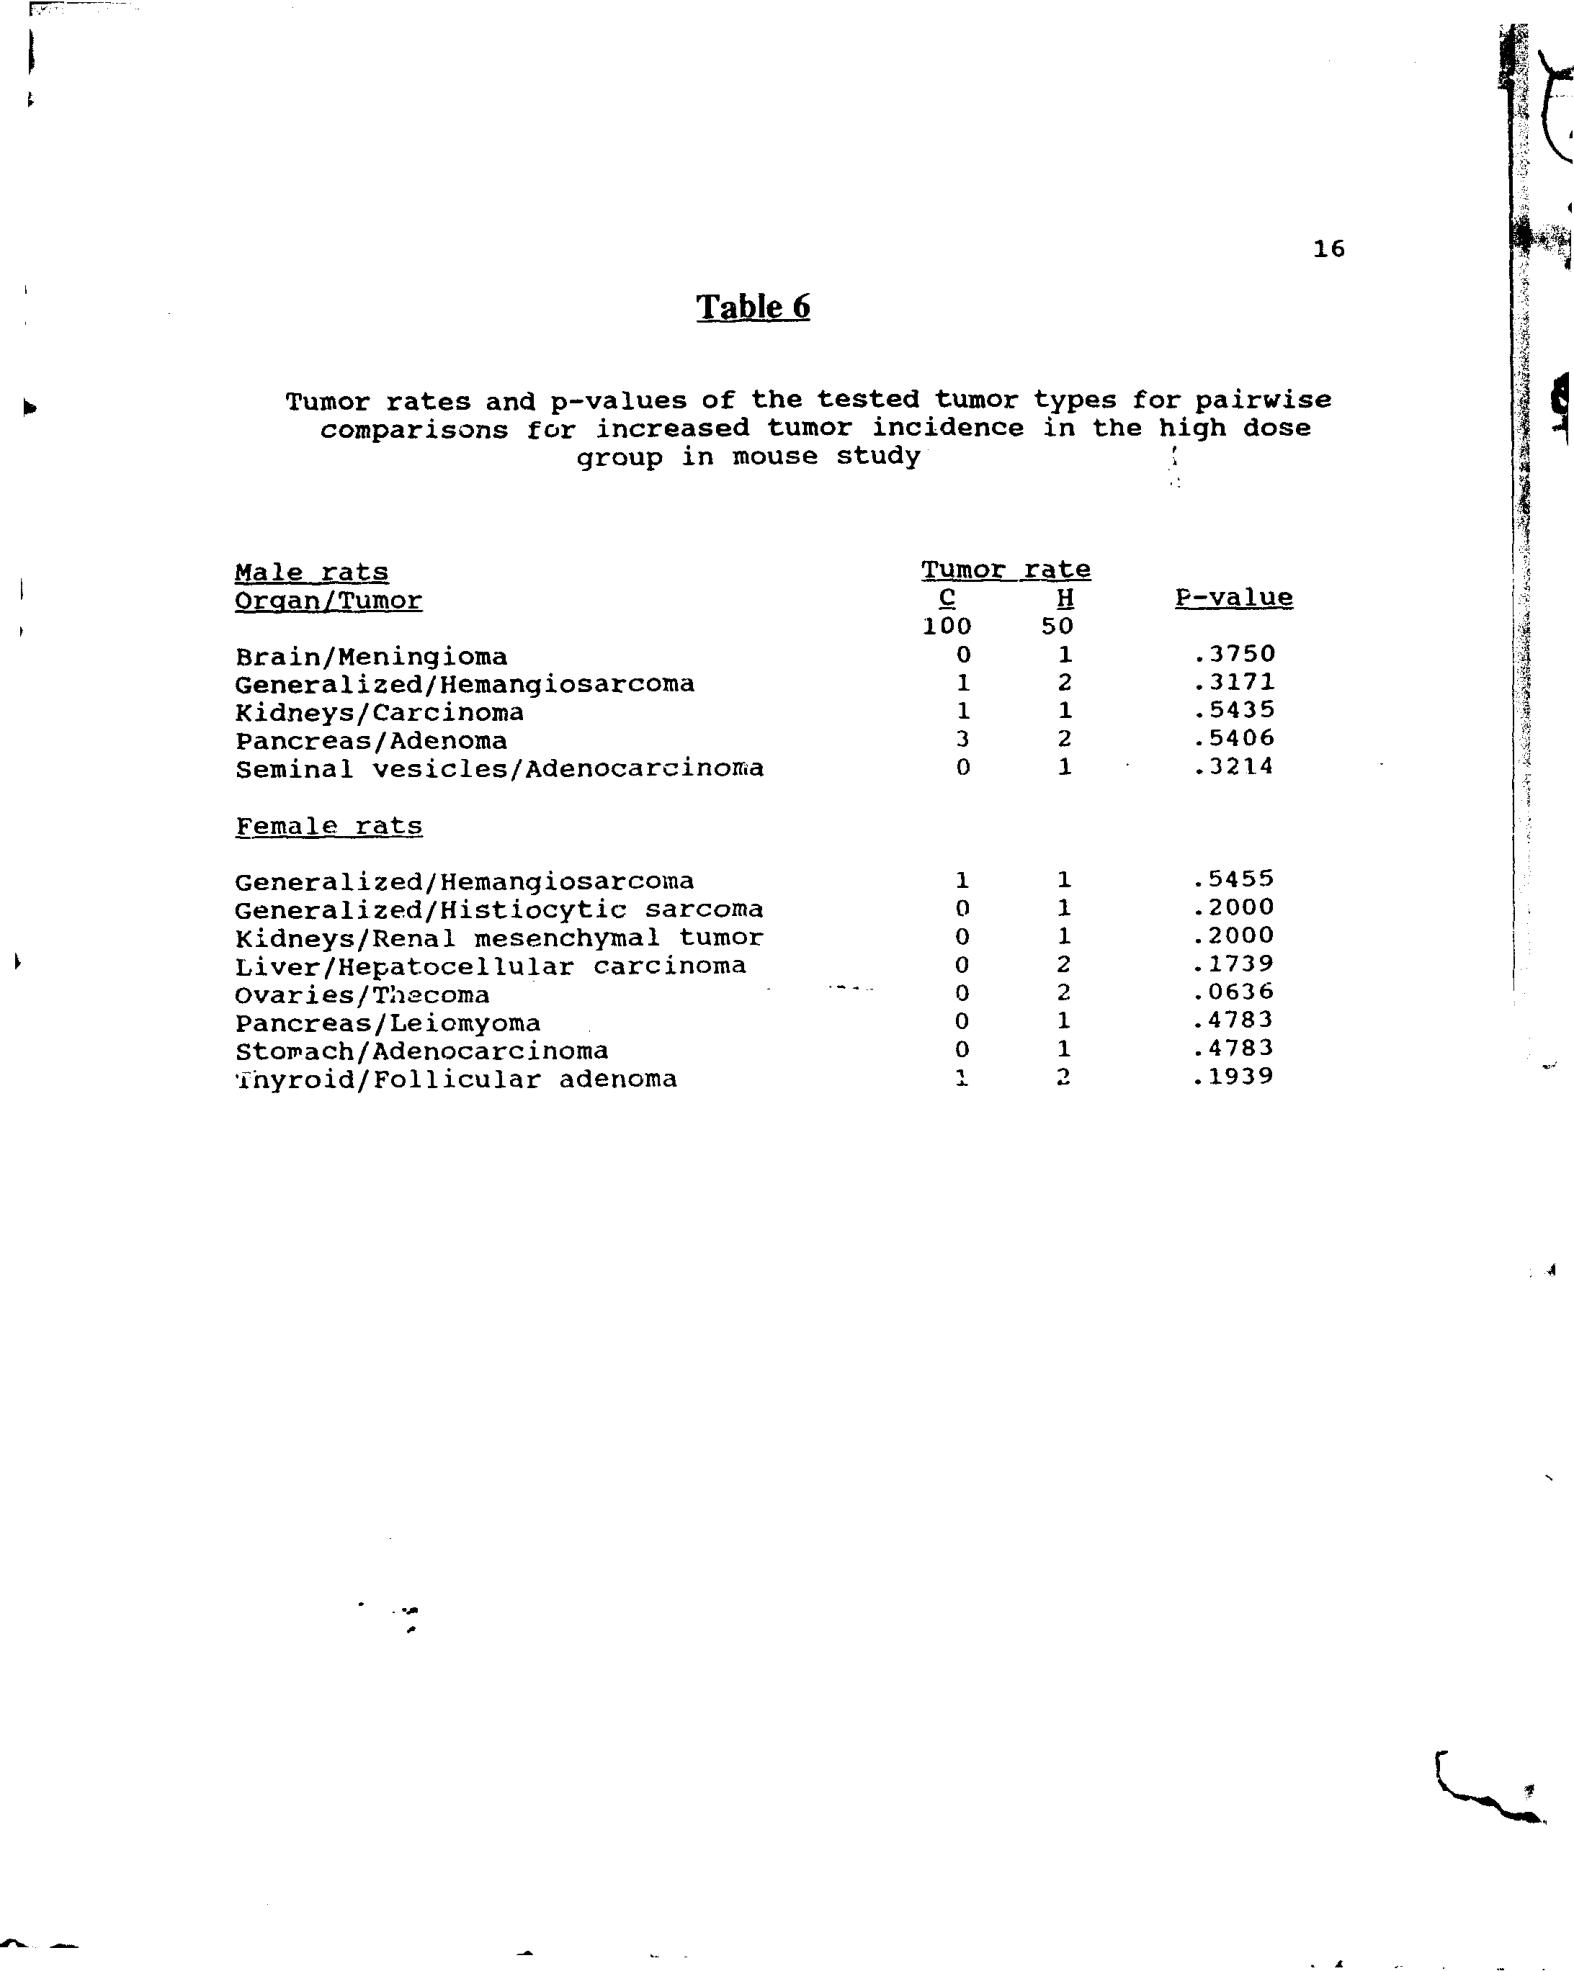 16
Table 6
Tumor rates and p-values of the tested tumor types for pairwise
comparisons for increased tumor incidence in the high dose
group in mouse study
Male rats Tumor rate
Organ/Tumor C H P-value
100 50
Brain/Meningioma 0 1 .3750
Generalized/Hemangiosarcoma 1 2 .3171
Kidneys/Carcinoma 1 1 .5435
Pancreas/Adenoma 3 2 .5406
Seminal vesicles/Adenocarcinoma 0 1 .3214
Female rats
Generalized/Hemangiosarcoma 1 1 .5455
Generalized/Histiocytic sarcoma 0 1 .2000
Kidneys/Renal mesenchymal tumor 0 1 .2000
Liver/Hepatocellular carcinoma 0 2 .1739
Ovaries/Thecoma 0 2 .0636
Pancreas/Leiomyoma 0 1 .4783
Stomach/Adenocarcinoma 0 1 .4783
Thyroid/Follicular adenoma 1 2 .1939